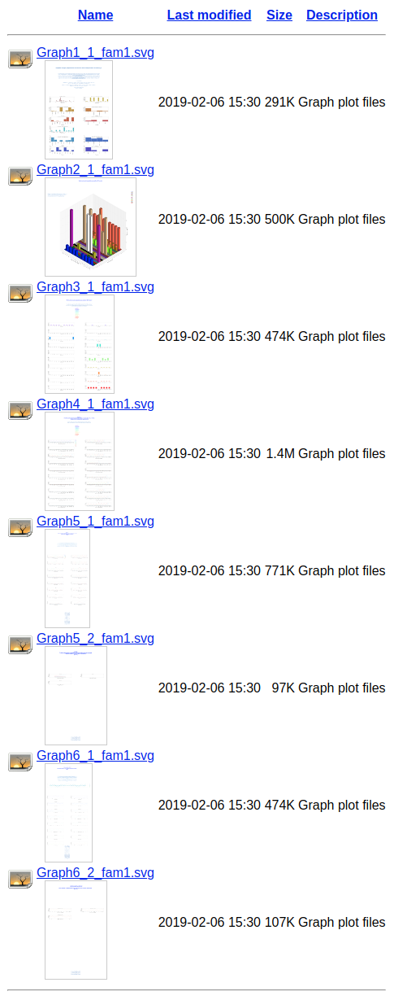 Name Last modified Size Description
Graph1_1_fam1.svg
2019-02-06 15:30 291K Graph plot files
Graph2_1_fam1.svg
2019-02-06 15:30 500K Graph plot files
Graph3_1_fam1.svg
2019-02-06 15:30 474K Graph plot files
Graph4_1_fam1.svg
2019-02-06 15:30 1.4M Graph plot files
Graph5_1_fam1.svg
2019-02-06 15:30 771K Graph plot files
Graph5_2_fam1.svg
2019-02-06 15:30 97K Graph plot files
Graph6_1_fam1.svg
2019-02-06 15:30 474K Graph plot files
Graph6_2_fam1.svg
2019-02-06 15:30 107K Graph plot files